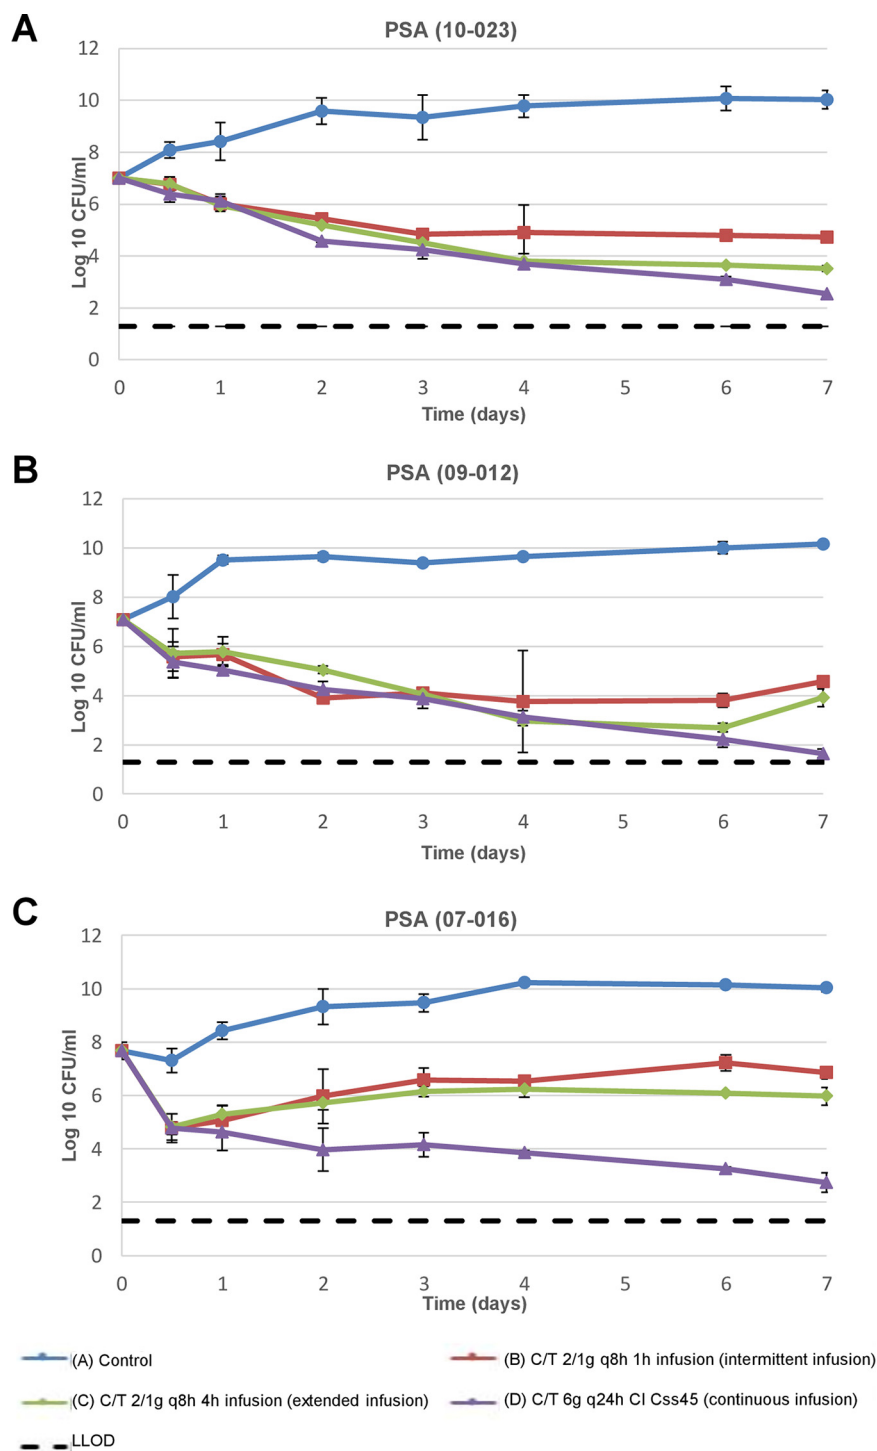 A
PSA (10-023)
12
10
8
6
4
2
0
Log 10 CFU/ml
0 1 2 3 4 5 6 7
Time (days)
B
PSA (09-012)
12
10
8
6
4
2
0
Log 10 CFU/ml
0 1 2 3 4 5 6 7
Time (days)
C
PSA (07-016)
12
10
8
6
4
2
0
Log 10 CFU/ml
0 1 2 3 4 5 6 7
Time (days)
(A) Control
(B) C/T 2/1g q8h 1h infusion (intermittent infusion)
(C) C/T 2/1g q8h 4h infusion (extended infusion)
(D) C/T 6g q24h CI Css45 (continuous infusion)
LLOD